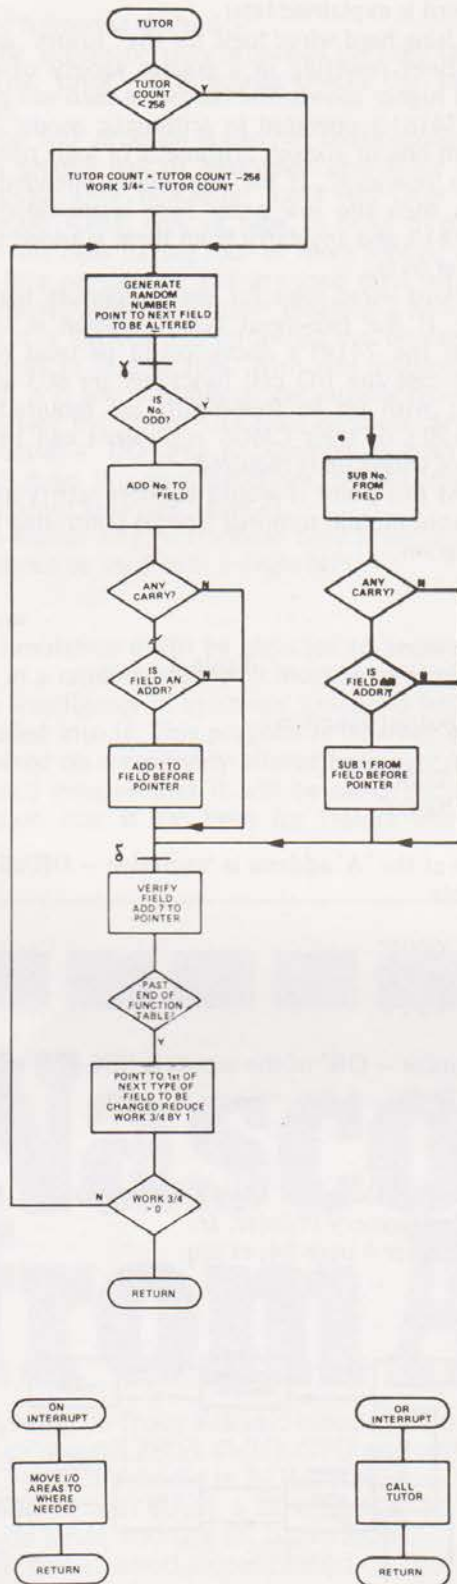 TUTOR
TUTOR
COUNT
< 256
Y
TUTOR COUNT = TUTOR COUNT -256
WORK 3/4+ - TUTOR COUNT
GENERATE
RANDOM
NUMBER
POINT TO NEXT FIELD
TO BE ALTERED
γ
IS
No.
ODD?
Y
ADD No. TO
FIELD
ANY
CARRY?
N
IS
FIELD AN
ADDR?
N
ADD 1 TO
FIELD BEFORE
POINTER
SUB No.
FROM
FIELD
ANY
CARRY?
N
IS
FIELD AN
ADDR?
N
SUB 1 FROM
FIELD BEFORE
POINTER
δ
VERIFY
FIELD
ADD 7 TO
POINTER
PAST
END OF
FUNCTION
TABLE?
Y
POINT TO 1st OF
NEXT TYPE OF
FIELD TO BE
CHANGED REDUCE
WORK 3/4 BY 1
N
WORK 3/4
= 0
RETURN
ON
INTERRUPT
MOVE I/O
AREAS TO
WHERE
NEEDED
RETURN
OR
INTERRUPT
CALL
TUTOR
RETURN